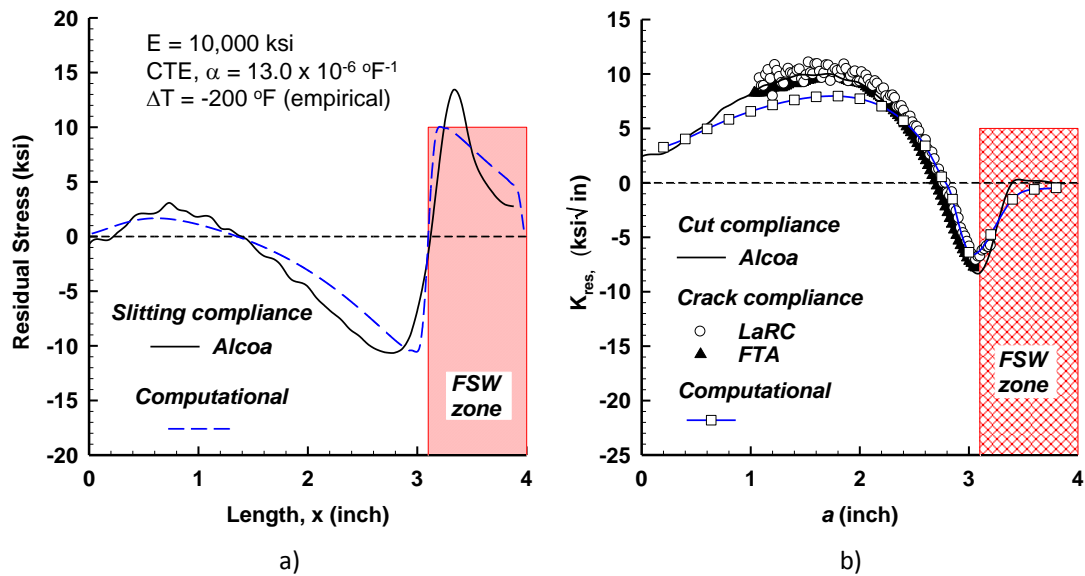 20
15
10
5
0
-5
-10
-15
-20
Residual Stress (ksi)
E = 10,000 ksi
CTE, α = 13.0 x 10⁻⁶ ºF⁻¹
ΔT = -200 ºF (empirical)
Slitting compliance
Alcoa
Computational
FSW
zone
0
1
2
3
4
Length, x (inch)
a)
15
10
5
0
-5
-10
-15
-20
-25
K_res, (ksi√ in)
Cut compliance
Alcoa
Crack compliance
LaRC
FTA
Computational
FSW
zone
0
1
2
3
4
a (inch)
b)